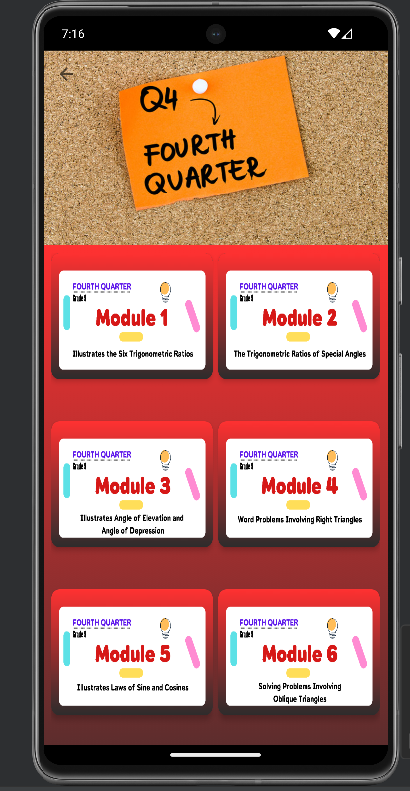 7:16
Q4
FOURTH
QUARTER
FOURTH QUARTER
Grade 9
Module 1
Illustrates the Six Trigonometric Ratios
FOURTH QUARTER
Grade 9
Module 2
The Trigonometric Ratios of Special Angles
FOURTH QUARTER
Grade 9
Module 3
Illustrates Angle of Elevation and
Angle of Depression
FOURTH QUARTER
Grade 9
Module 4
Word Problems Involving Right Triangles
FOURTH QUARTER
Grade 9
Module 5
Illustrates Laws of Sine and Cosines
FOURTH QUARTER
Grade 9
Module 6
Solving Problems Involving
Oblique Triangles